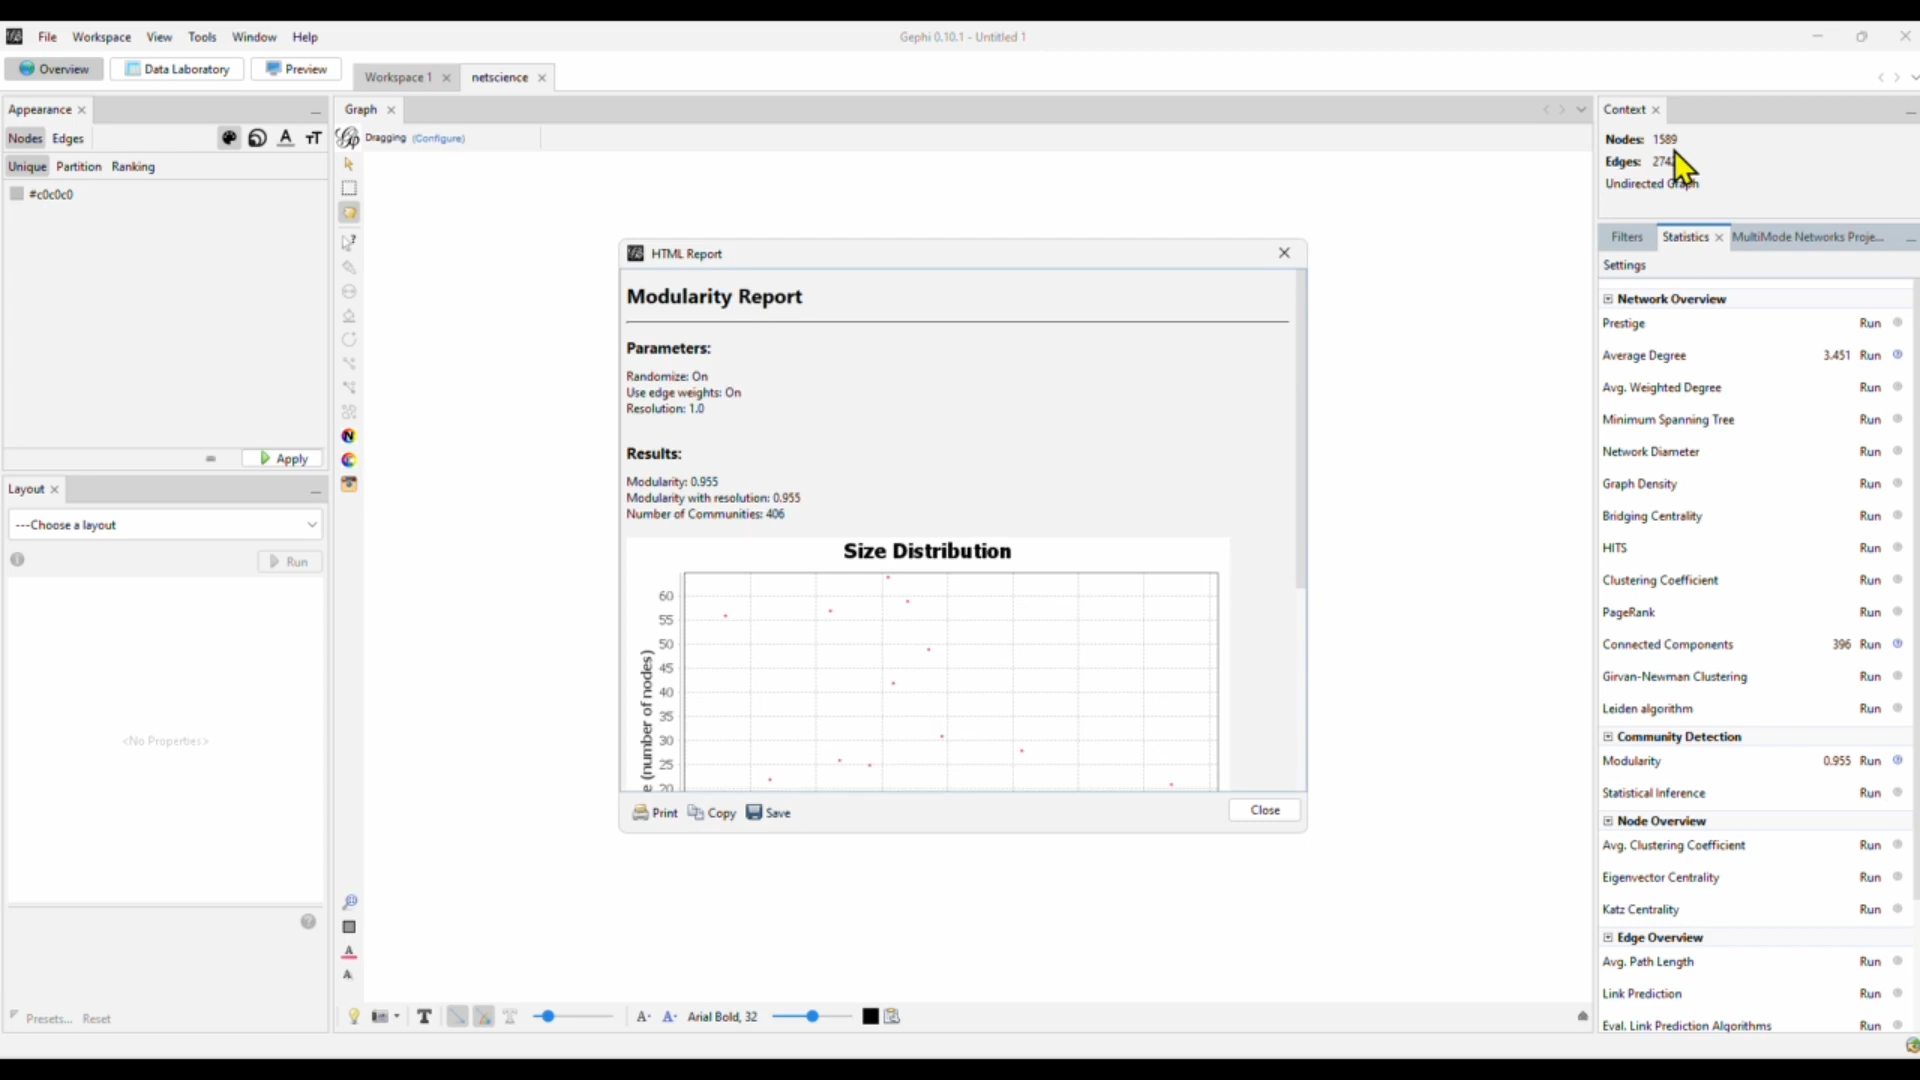 File Workspace View Tools Window Help
Gephi 0.10.1 - Untitled 1
Overview Data Laboratory Preview
Workspace 1 netscience
Appearance
Nodes Edges
Unique Partition Ranking
#c0c0c0
Apply
Layout
---Choose a layout
Run
<No Properties>
Presets... Reset
Graph
Dragging (Configure)
HTML Report
Modularity Report
Parameters:
Randomize: On
Use edge weights: On
Resolution: 1.0
Results:
Modularity: 0.955
Modularity with resolution: 0.955
Number of Communities: 406
Size Distribution
60
55
50
45
40
35
30
25
20
(number of nodes)
Print Copy Save
Close
Arial Bold, 32
Context
Nodes: 1589
Edges:
Undirected Graph
Filters Statistics MultiMode Networks Proje...
Settings
Network Overview
Prestige Run
Average Degree 3.451 Run
Avg. Weighted Degree Run
Minimum Spanning Tree Run
Network Diameter Run
Graph Density Run
Bridging Centrality Run
HITS Run
Clustering Coefficient Run
PageRank Run
Connected Components 396 Run
Girvan-Newman Clustering Run
Leiden algorithm Run
Community Detection
Modularity 0.955 Run
Statistical Inference Run
Node Overview
Avg. Clustering Coefficient Run
Eigenvector Centrality Run
Katz Centrality Run
Edge Overview
Avg. Path Length Run
Link Prediction Run
Eval. Link Prediction Algorithms Run